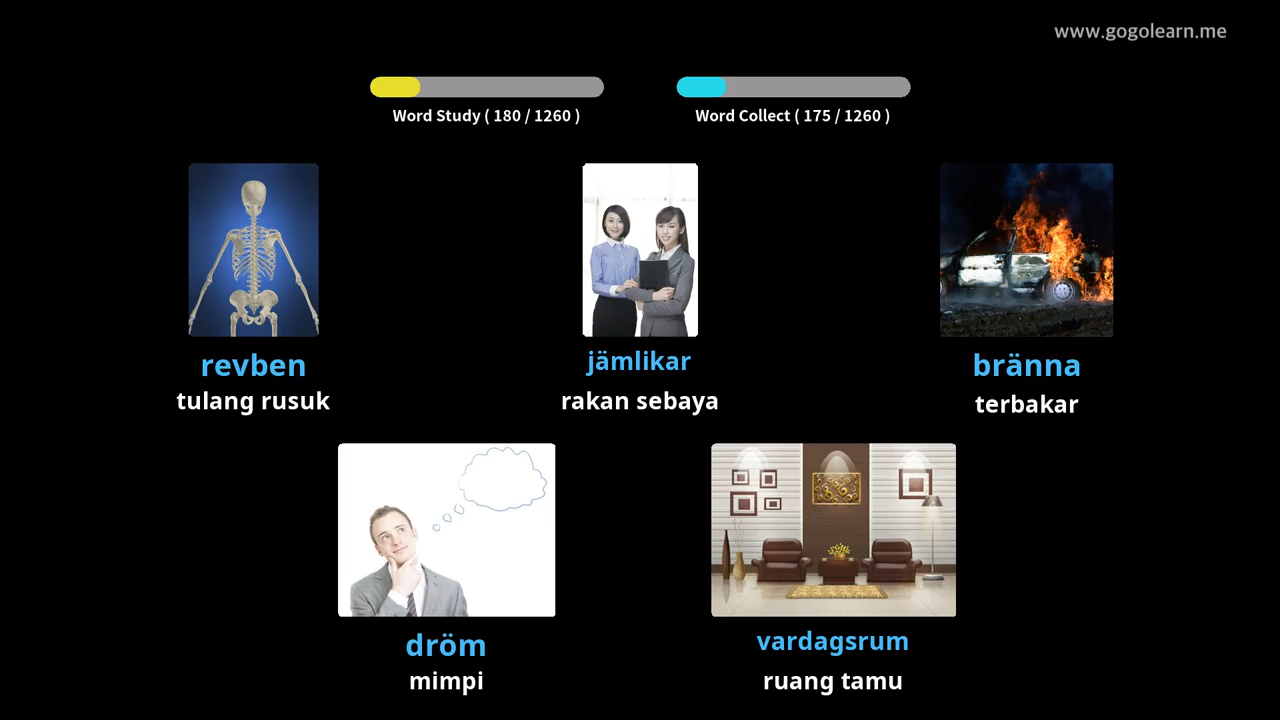 www.gogolearn.me
Word Study ( 180 / 1260 )
Word Collect ( 175 / 1260 )
revben
tulang rusuk
jämlikar
rakan sebaya
bränna
terbakar
dröm
mimpi
vardagsrum
ruang tamu